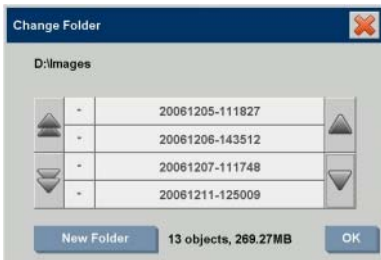 Change Folder
D:\Images
- 20061205-111827
- 20061206-143512
- 20061207-111748
- 20061211-125009
New Folder 13 objects, 269.27MB OK